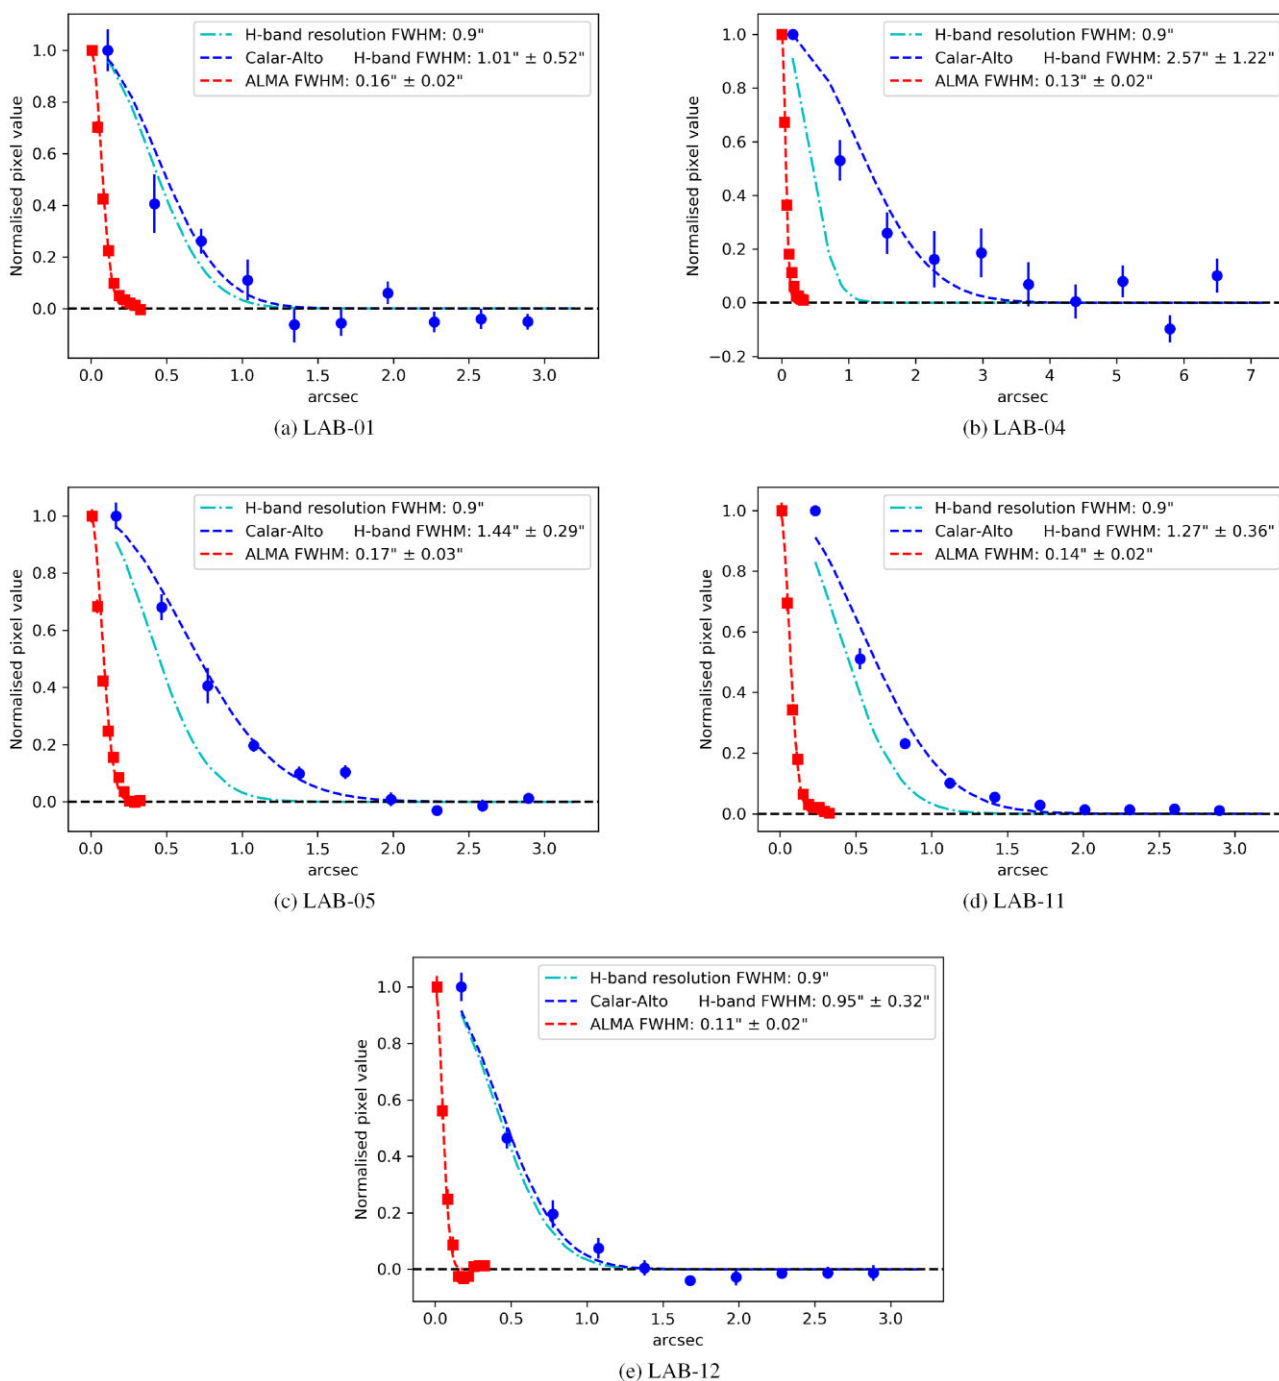 H-band resolution FWHM: 0.9"
Calar-Alto H-band FWHM: 1.01" ± 0.52"
ALMA FWHM: 0.16" ± 0.02"
Normalised pixel value
1.0
0.8
0.6
0.4
0.2
0.0
0.0 0.5 1.0 1.5 2.0 2.5 3.0
arcsec
(a) LAB-01
H-band resolution FWHM: 0.9"
Calar-Alto H-band FWHM: 2.57" ± 1.22"
ALMA FWHM: 0.13" ± 0.02"
Normalised pixel value
1.0
0.8
0.6
0.4
0.2
0.0
−0.2
0 1 2 3 4 5 6 7
arcsec
(b) LAB-04
H-band resolution FWHM: 0.9"
Calar-Alto H-band FWHM: 1.44" ± 0.29"
ALMA FWHM: 0.17" ± 0.03"
Normalised pixel value
1.0
0.8
0.6
0.4
0.2
0.0
0.0 0.5 1.0 1.5 2.0 2.5 3.0
arcsec
(c) LAB-05
H-band resolution FWHM: 0.9"
Calar-Alto H-band FWHM: 1.27" ± 0.36"
ALMA FWHM: 0.14" ± 0.02"
Normalised pixel value
1.0
0.8
0.6
0.4
0.2
0.0
0.0 0.5 1.0 1.5 2.0 2.5 3.0
arcsec
(d) LAB-11
H-band resolution FWHM: 0.9"
Calar-Alto H-band FWHM: 0.95" ± 0.32"
ALMA FWHM: 0.11" ± 0.02"
Normalised pixel value
1.0
0.8
0.6
0.4
0.2
0.0
0.0 0.5 1.0 1.5 2.0 2.5 3.0
arcsec
(e) LAB-12